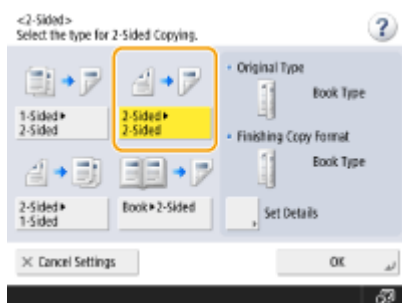 <2-Sided>
Select the type for 2-Sided Copying.
?
1-Sided▶
2-Sided
2-Sided▶
2-Sided
2-Sided▶
1-Sided
Book▶2-Sided
• Original Type
Book Type
• Finishing Copy Format
Book Type
Set Details
× Cancel Settings
OK